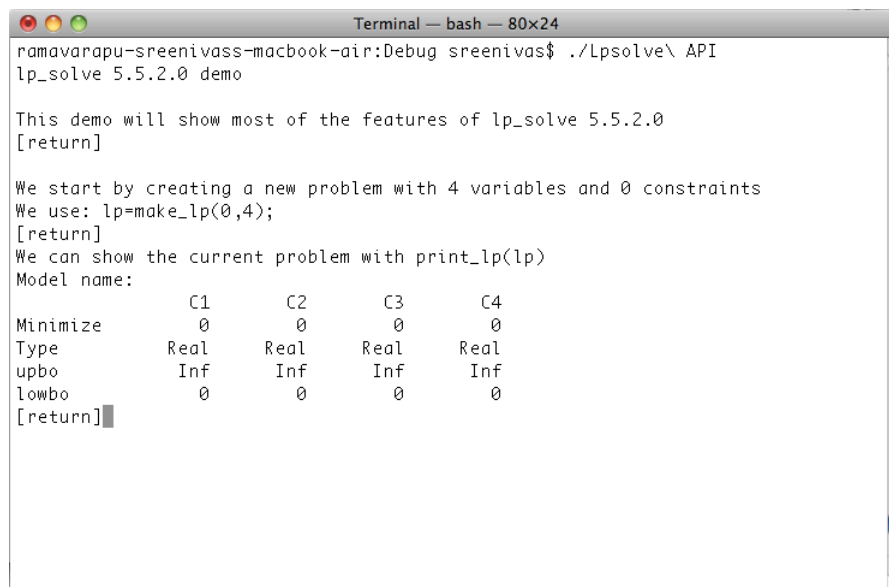 Terminal — bash — 80×24
ramavarapu-sreenivass-macbook-air:Debug sreenivas$ ./Lpsolve\ API
lp_solve 5.5.2.0 demo
This demo will show most of the features of lp_solve 5.5.2.0
[return]
We start by creating a new problem with 4 variables and 0 constraints
We use: lp=make_lp(0,4);
[return]
We can show the current problem with print_lp(lp)
Model name:
C1 C2 C3 C4
Minimize 0 0 0 0
Type Real Real Real Real
upbo Inf Inf Inf Inf
lowbo 0 0 0 0
[return]